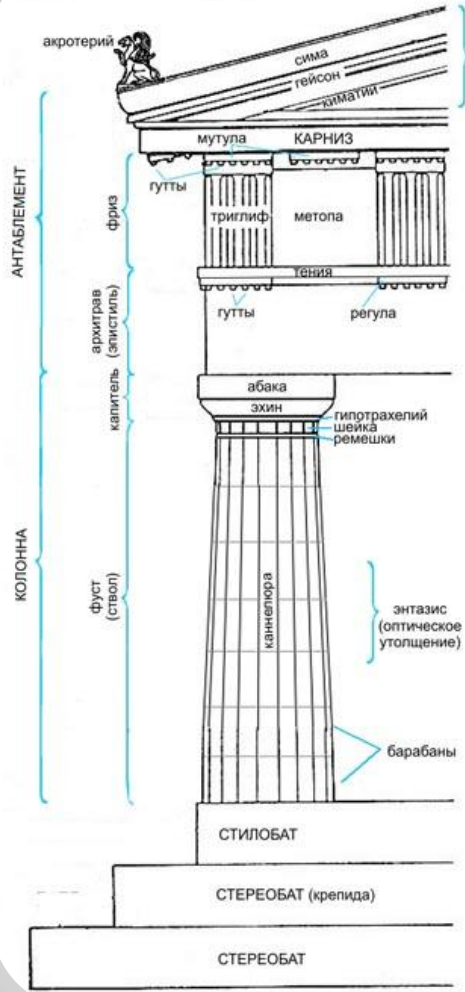 акротерий
сима
гейсон
киматий
мутула
КАРНИЗ
гутты
АНТАБЛЕМЕНТ
фриз
триглиф
метопа
тения
гутты
регула
архитрав
(эпистиль)
капитель
абака
эхин
гипотрахелий
шейка
ремешки
КОЛОННА
фуст
(ствол)
каннелюра
энтазис
(оптическое
утолщение)
барабаны
СТИЛОБАТ
СТЕРЕОБАТ (крепида)
СТЕРЕОБАТ